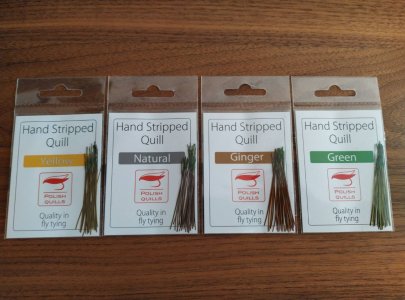 Hand Stripped
Quill
Yellow
POLISH
QUILLS
Quality in
fly tying
Hand Stripped
Quill
Natural
POLISH
QUILLS
Quality in
fly tying
Hand Stripped
Quill
Ginger
POLISH
QUILLS
Quality in
fly tying
Hand Stripped
Quill
Green
POLISH
QUILLS
Quality in
fly tying